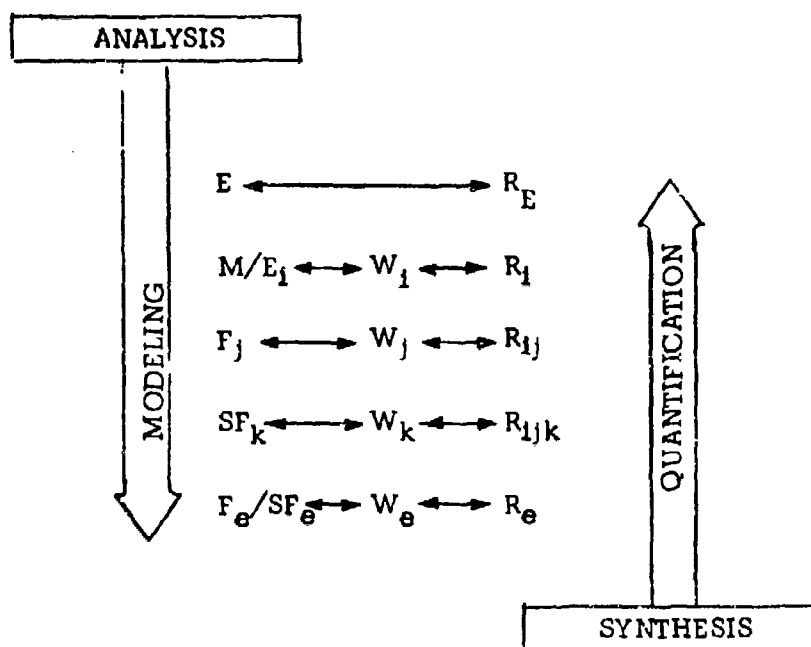 ANALYSIS
E R_E
M/E_i W_i R_i
F_j W_j R_ij
SF_k W_k R_ijk
F_e/SF_e W_e R_e
MODELING
QUANTIFICATION
SYNTHESIS